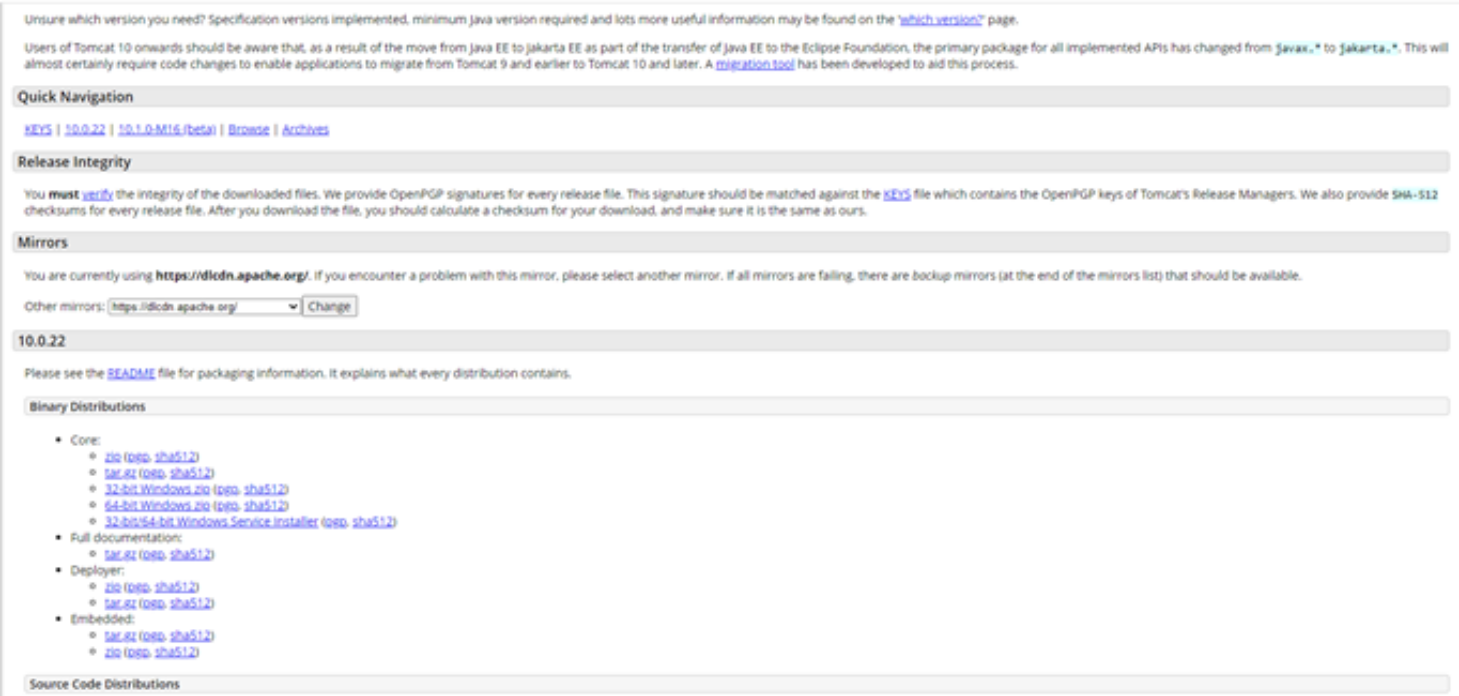 Unsure which version you need? Specification versions implemented, minimum Java version required and lots more useful information may be found on the 'which version?' page.
Users of Tomcat 10 onwards should be aware that, as a result of the move from Java EE to Jakarta EE as part of the transfer of Java EE to the Eclipse Foundation, the primary package for all implemented APIs has changed from javax.* to jakarta.*. This will
almost certainly require code changes to enable applications to migrate from Tomcat 9 and earlier to Tomcat 10 and later. A migration tool has been developed to aid this process.
Quick Navigation
KEYS | 10.0.22 | 10.1.0-M16 (beta) | Browse | Archives
Release Integrity
You must verify the integrity of the downloaded files. We provide OpenPGP signatures for every release file. This signature should be matched against the KEYS file which contains the OpenPGP keys of Tomcat's Release Managers. We also provide SHA-512
checksums for every release file. After you download the file, you should calculate a checksum for your download, and make sure it is the same as ours.
Mirrors
You are currently using https://dlcdn.apache.org/. If you encounter a problem with this mirror, please select another mirror. If all mirrors are failing, there are backup mirrors (at the end of the mirrors list) that should be available.
Other mirrors: https://dlcdn.apache.org/ Change
10.0.22
Please see the README file for packaging information. It explains what every distribution contains.
Binary Distributions
• Core:
zip (pgp, sha512)
tar.gz (pgp, sha512)
32-bit Windows zip (pgp, sha512)
64-bit Windows zip (pgp, sha512)
32-bit/64-bit Windows Service Installer (pgp, sha512)
• Full documentation:
tar.gz (pgp, sha512)
• Deployer:
zip (pgp, sha512)
tar.gz (pgp, sha512)
• Embedded:
tar.gz (pgp, sha512)
zip (pgp, sha512)
Source Code Distributions